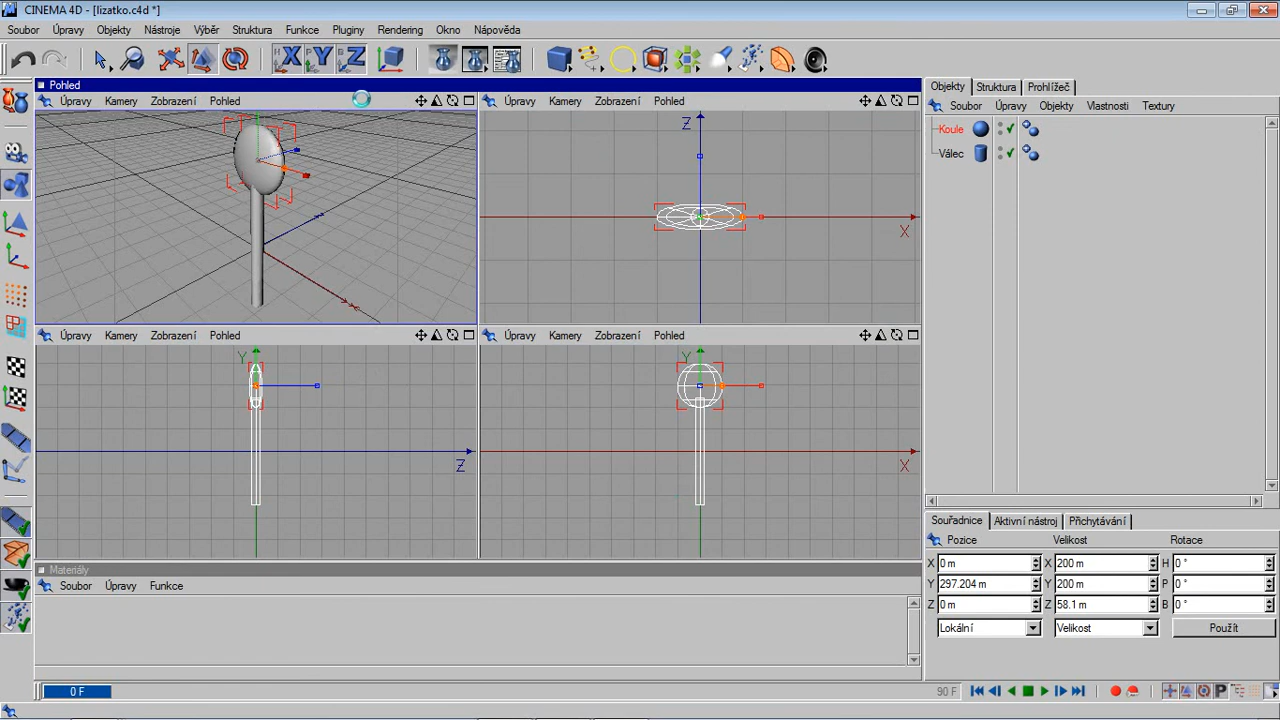 CINEMA 4D - [lizatko.c4d *]
Soubor Úpravy Objekty Nástroje Výběr Struktura Funkce Pluginy Rendering Okno Nápověda
H X P Y B Z
Pohled
Úpravy Kamery Zobrazení Pohled
Úpravy Kamery Zobrazení Pohled
Z
X
Úpravy Kamery Zobrazení Pohled
Úpravy Kamery Zobrazení Pohled
Y
Z
Y
X
Objekty Struktura Prohlížeč
Soubor Úpravy Objekty Vlastnosti Textury
Koule
Válec
Souřadnice Aktivní nástroj Přichytávání
Pozice Velikost Rotace
X 0 m X 200 m H 0 °
Y 297.204 m Y 200 m P 0 °
Z 0 m Z 58.1 m B 0 °
Lokální Velikost Použít
Materiály
Soubor Úpravy Funkce
0 F 90 F P